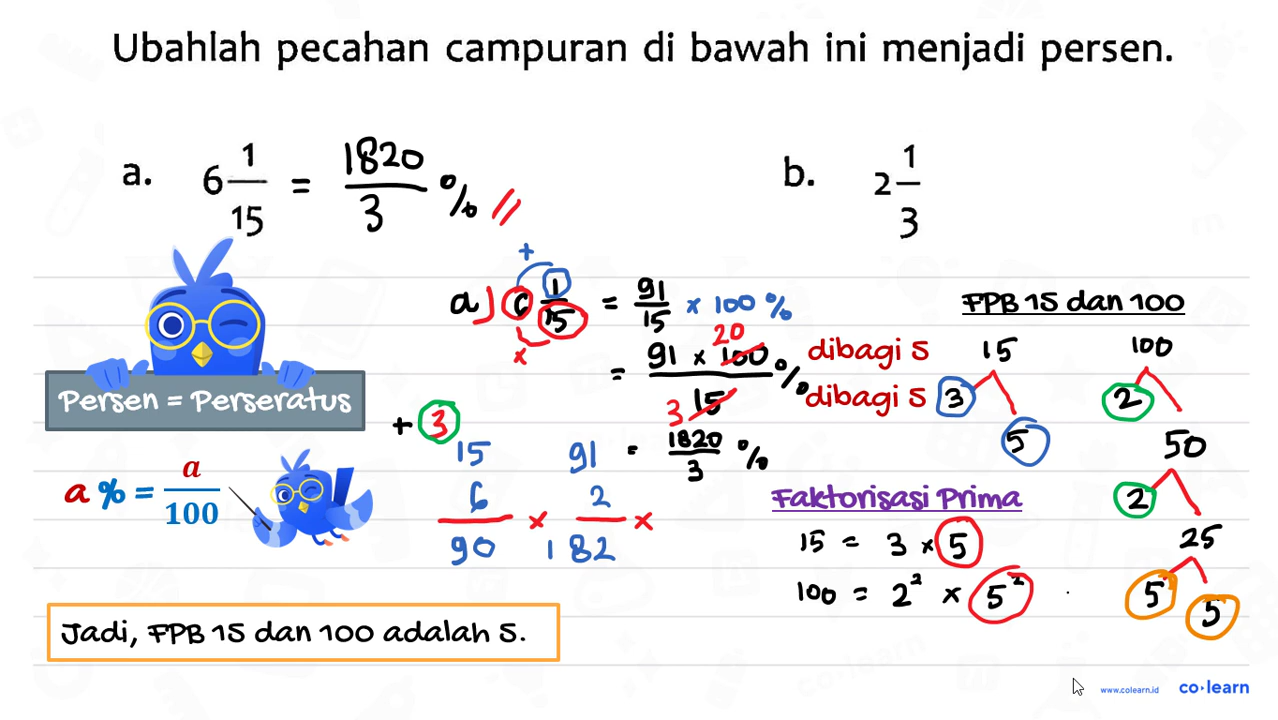 Ubahlah pecahan campuran di bawah ini menjadi persen.
a. 6 1/15 = 1820/3 %
b. 2 1/3
a) 6 1/15 = 91/15 x 100 %
+
x
= 91 x 100 20 / 15 3 %
dibagi 5
dibagi 5
= 1820/3 %
Persen = Perseratus
a % = a/100
+ 3
15
6
x
90
91
2
x
182
FPB 15 dan 100
15
3
5
100
2
50
2
25
5
5
Faktorisasi Prima
15 = 3 x 5
100 = 2² x 5²
Jadi, FPB 15 dan 100 adalah 5.
www.colearn.id
co·learn